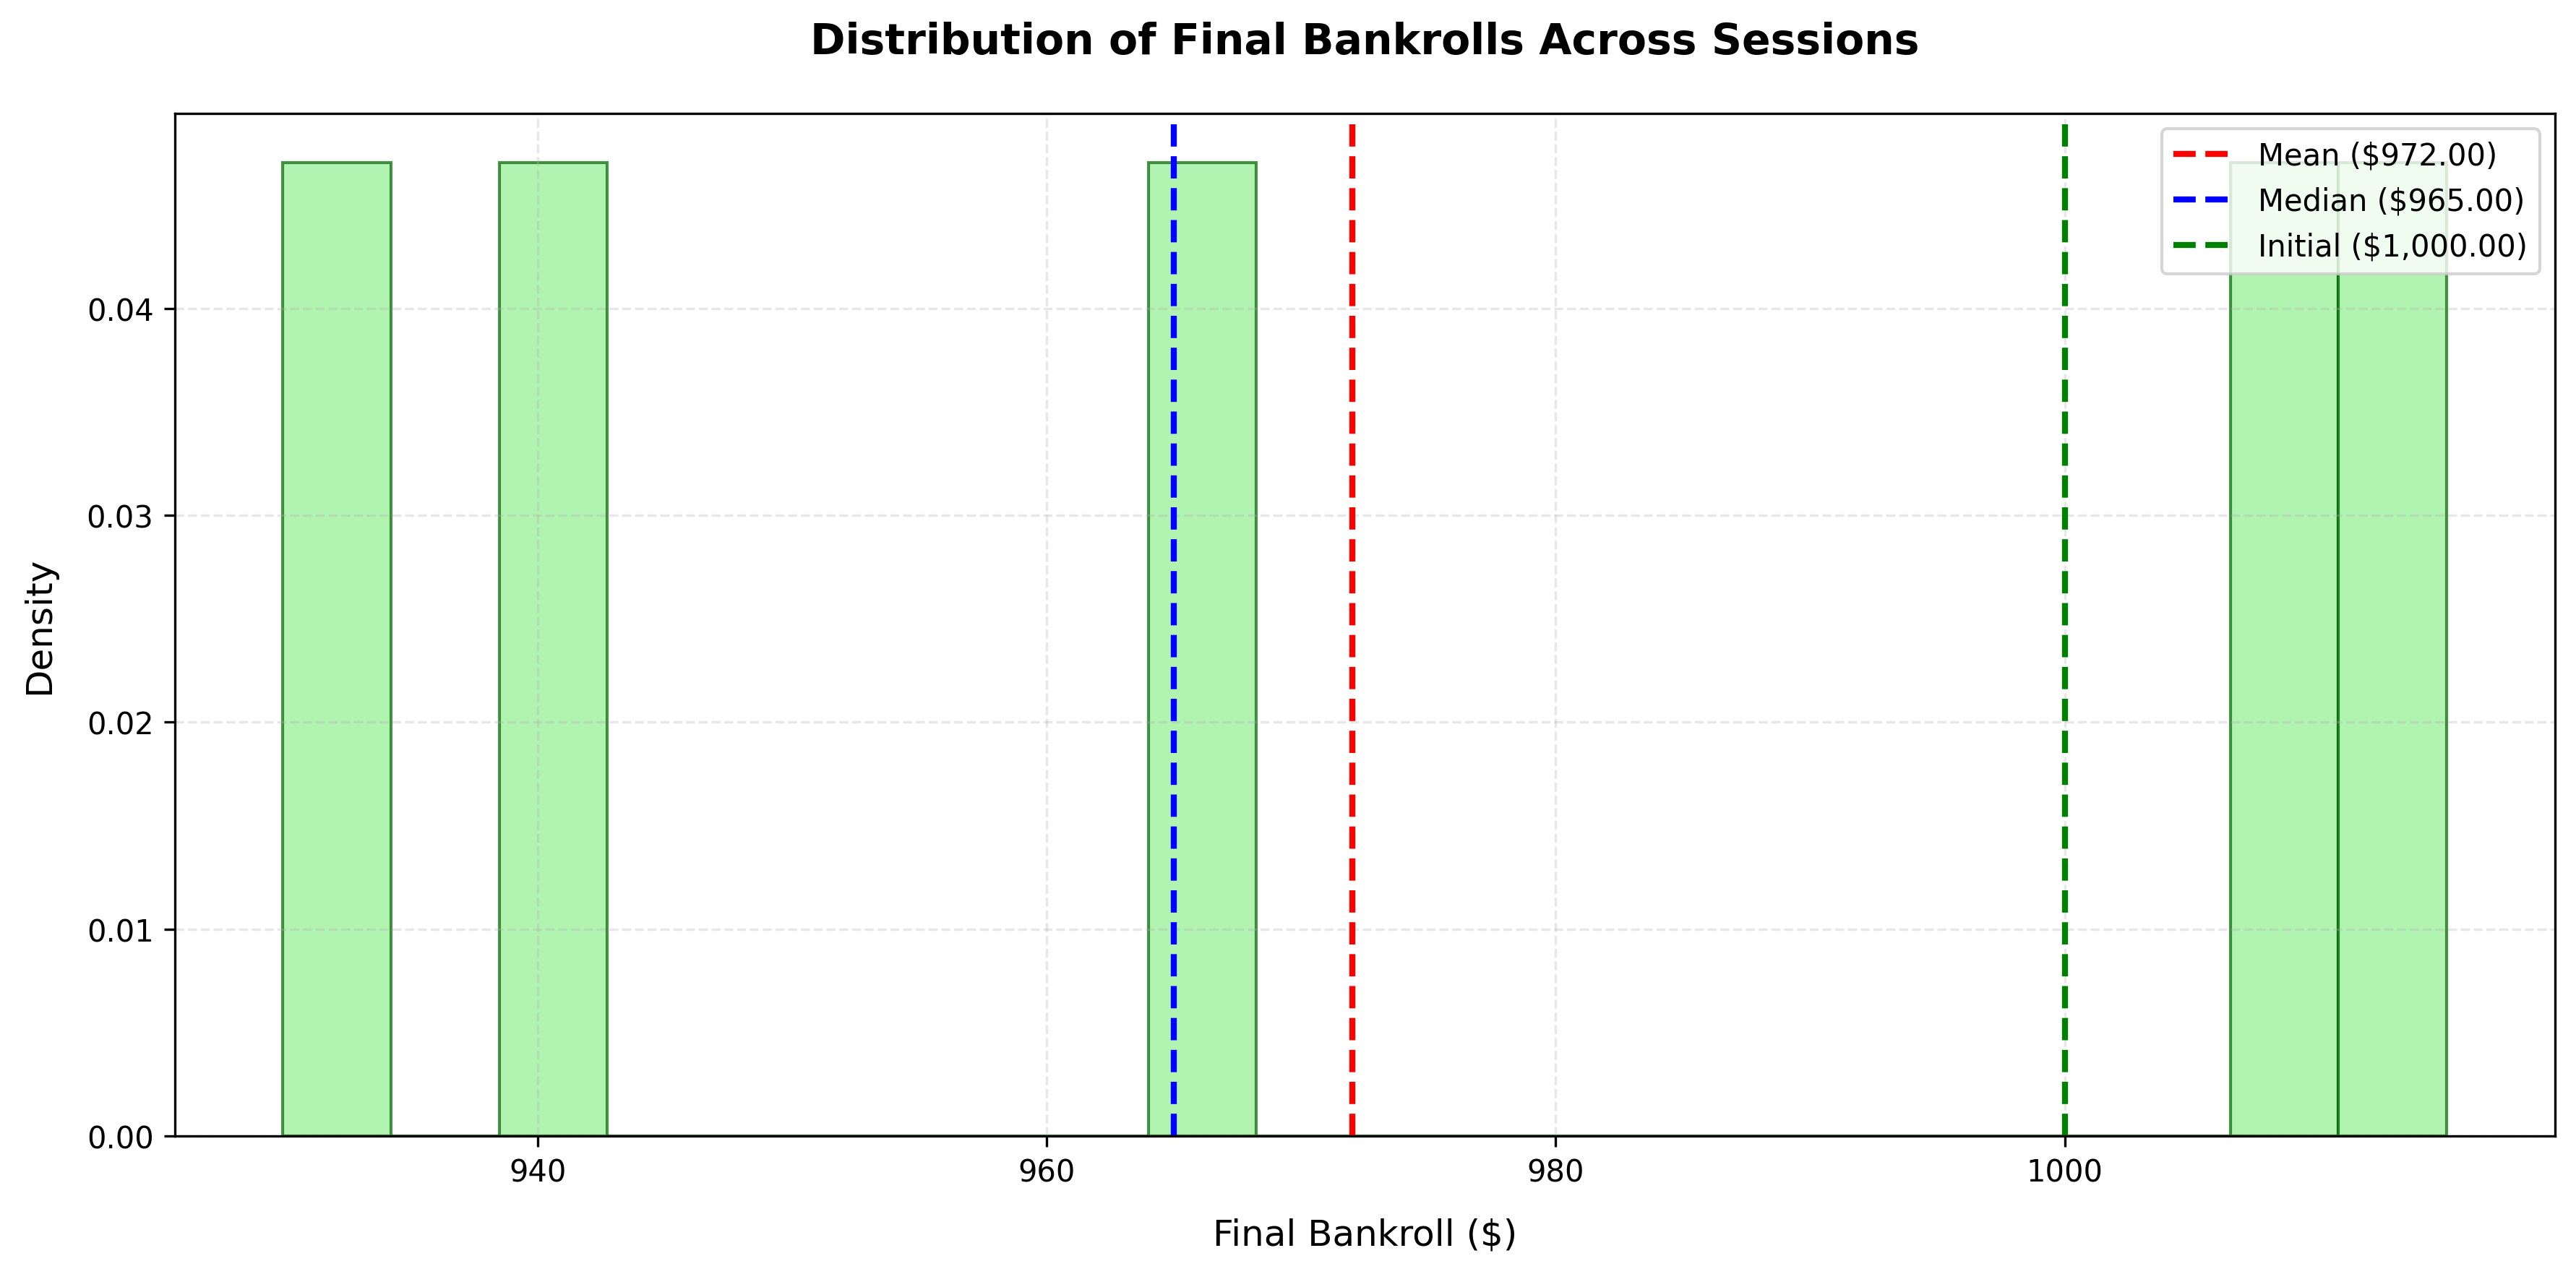 Distribution of Final Bankrolls Across Sessions
Mean ($972.00)
Median ($965.00)
Initial ($1,000.00)
0.04
0.03
0.02
0.01
0.00
Density
940
960
980
1000
Final Bankroll ($)